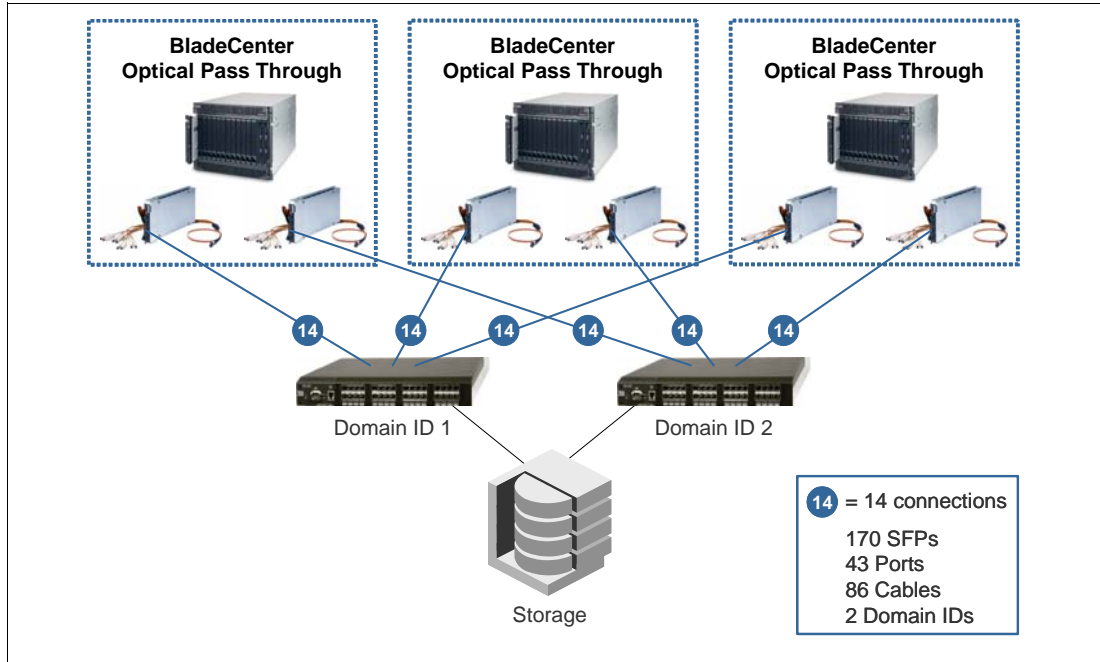 BladeCenter
Optical Pass Through
BladeCenter
Optical Pass Through
BladeCenter
Optical Pass Through
14
14
14
14
14
14
Domain ID 1
Domain ID 2
Storage
14 = 14 connections
170 SFPs
43 Ports
86 Cables
2 Domain IDs